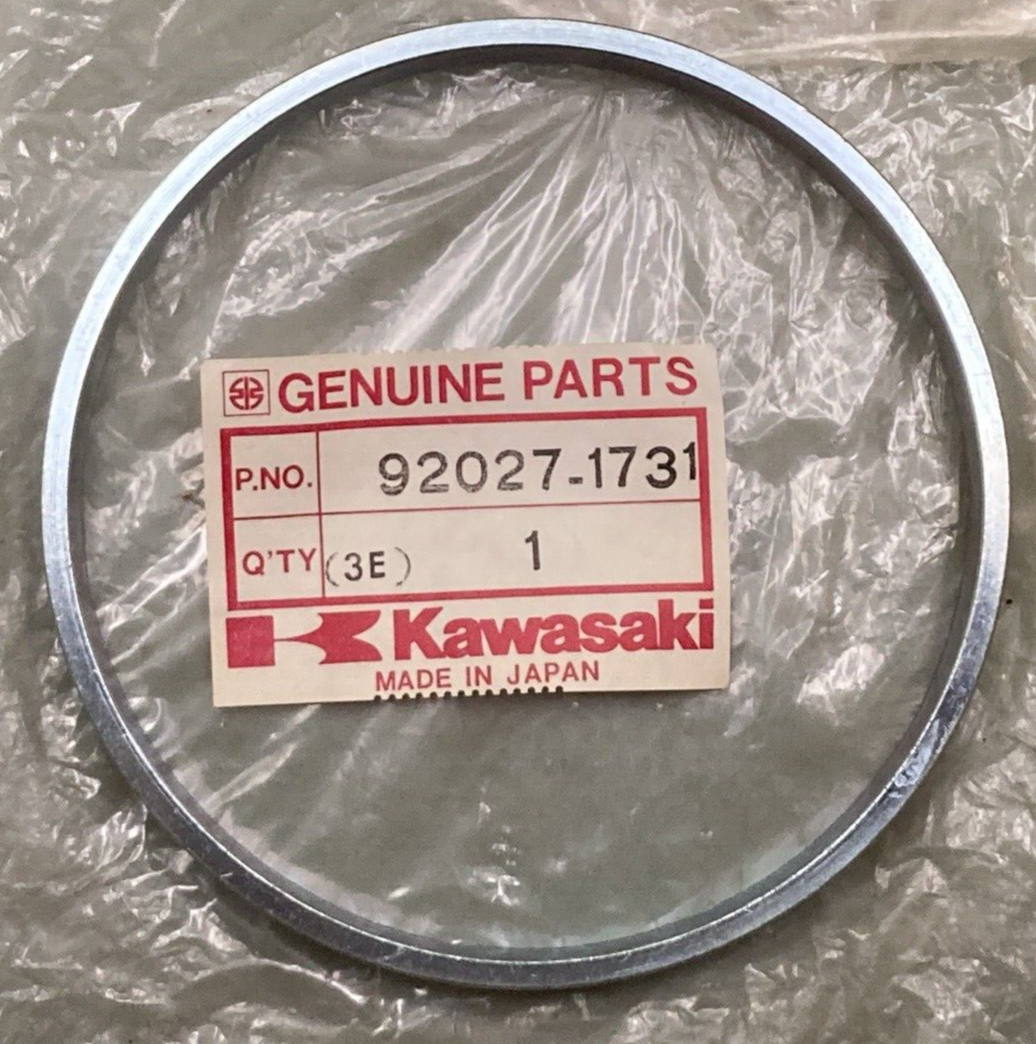 GENUINE PARTS
P.NO. 92027-1731
Q'TY (3E) 1
Kawasaki
MADE IN JAPAN